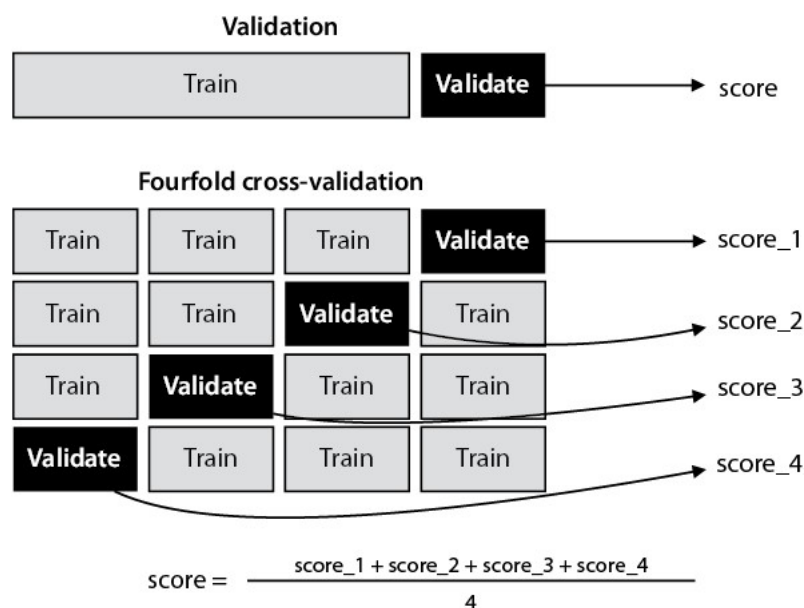 Validation
Train Validate score
Fourfold cross-validation
Train Train Train Validate score_1
Train Train Validate Train score_2
Train Validate Train Train score_3
Validate Train Train Train score_4
score = score_1 + score_2 + score_3 + score_4
4